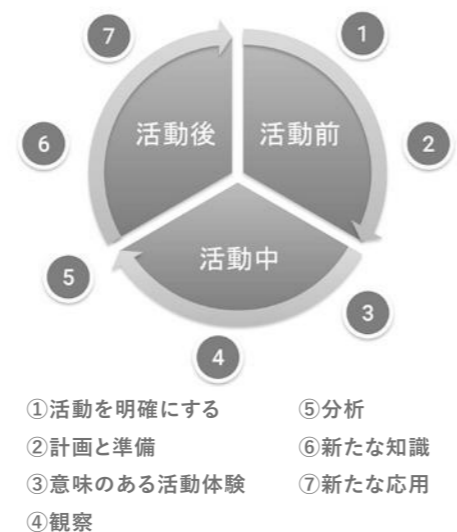 7
1
6
活動後
活動前
2
活動中
5
3
4
①活動を明確にする
②計画と準備
③意味のある活動体験
④観察
⑤分析
⑥新たな知識
⑦新たな応用